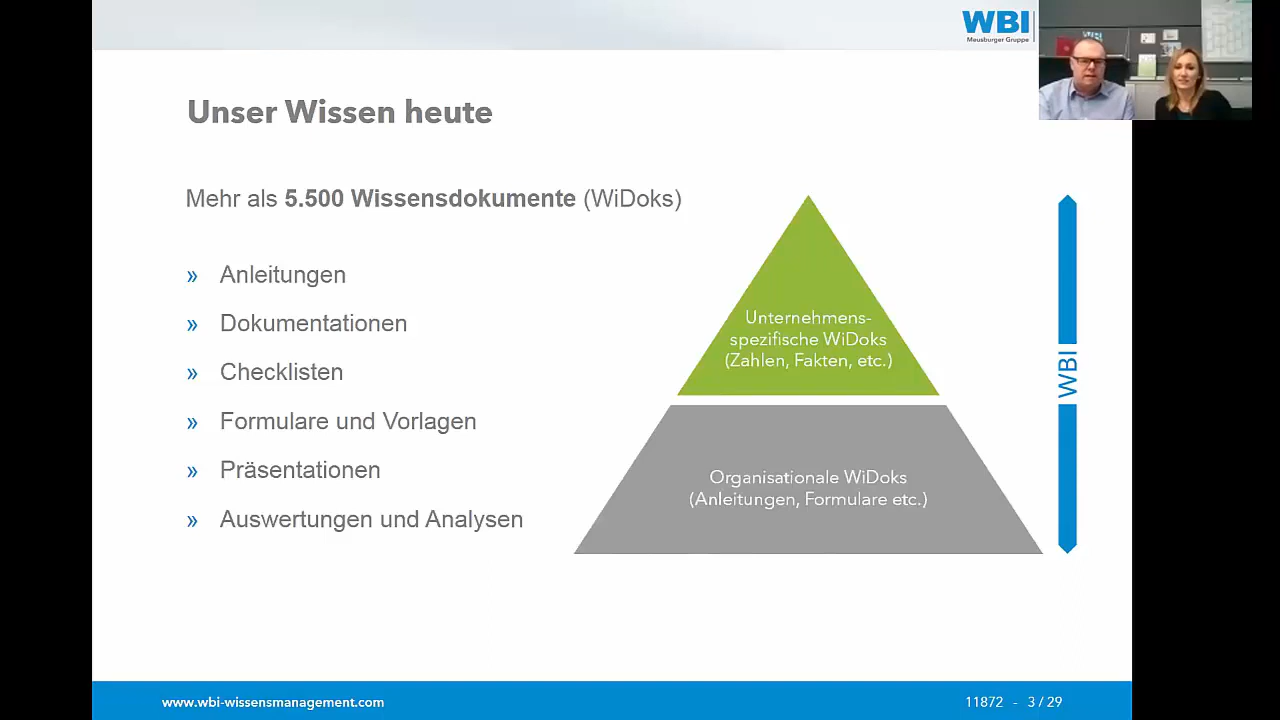 WBI
Meusburger Gruppe
Unser Wissen heute
Mehr als 5.500 Wissensdokumente (WiDoks)
» Anleitungen
» Dokumentationen
» Checklisten
» Formulare und Vorlagen
» Präsentationen
» Auswertungen und Analysen
Unternehmens-
spezifische WiDoks
(Zahlen, Fakten, etc.)
Organisationale WiDoks
(Anleitungen, Formulare etc.)
WBI
www.wbi-wissensmanagement.com
11872 - 3 / 29